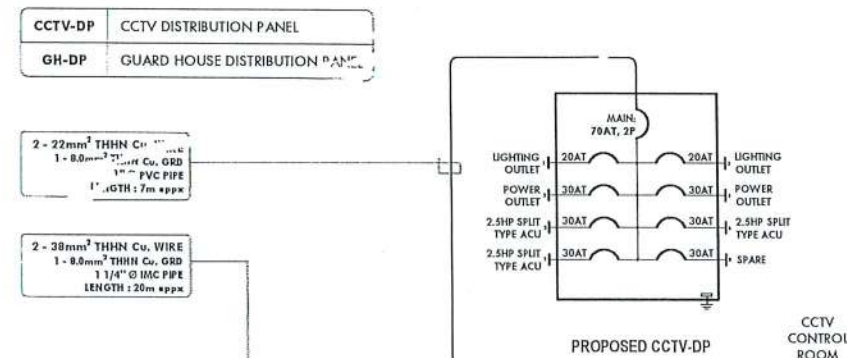 CCTV-DP CCTV DISTRIBUTION PANEL
GH-DP GUARD HOUSE DISTRIBUTION
2 - 22mm² THHN Cu.
1 - 8.0mm² Cu. GRD
PVC PIPE
: 7m appx
2 - 38mm² THHN Cu. WIRE
1 - 8.0mm² THHN Cu. GRD
1 1/4" Ø IMC PIPE
LENGTH : 20m appx
MAIN:
70AT, 2P
LIGHTING
OUTLET
20AT
20AT
LIGHTING
OUTLET
POWER
OUTLET
30AT
30AT
POWER
OUTLET
2.5HP SPLIT
TYPE ACU
30AT
30AT
2.5HP SPLIT
TYPE ACU
2.5HP SPLIT
TYPE ACU
30AT
30AT
SPARE
PROPOSED CCTV-DP
CCTV
CONTROL
ROOM